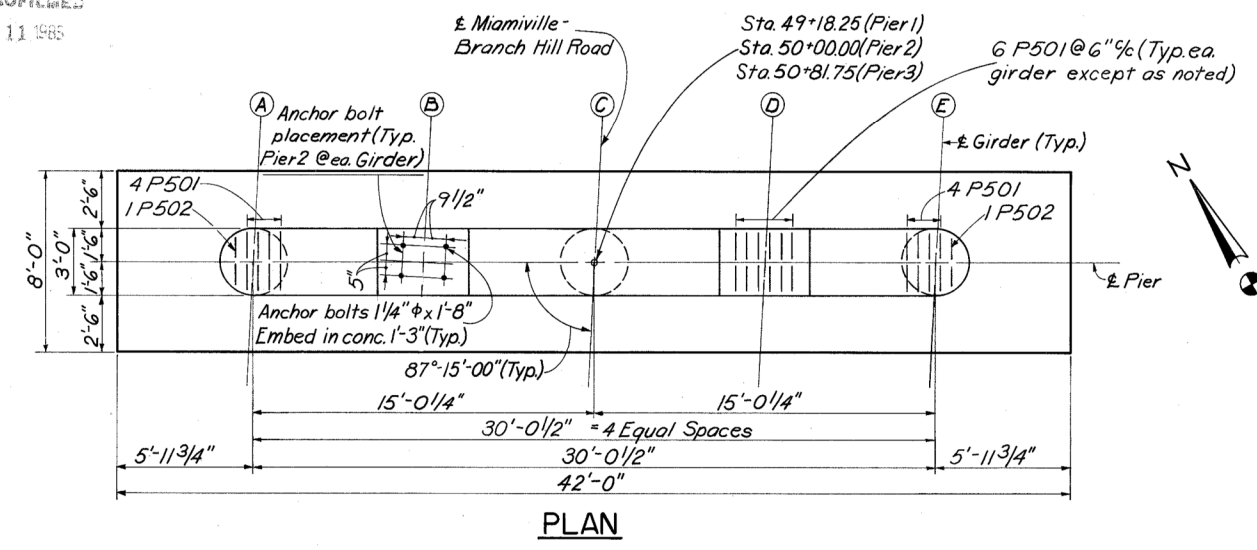 11 1985
℄ Miamiville-
Branch Hill Road
Sta. 49+18.25 (Pier 1)
Sta. 50+00.00 (Pier 2)
Sta. 50+81.75 (Pier 3)
6 P501 @ 6" c/c (Typ. ea.
girder except as noted)
A
B
C
D
E
Anchor bolt
placement (Typ.
Pier 2 @ ea. Girder)
℄ Girder (Typ.)
N
4 P501
1 P502
9 1/2"
4 P501
1 P502
2'-6"
1'-6"
1'-6"
2'-6"
3'-0"
8'-0"
5"
℄ Pier
Anchor bolts 1 1/4" ϕ x 1'-8"
Embed in conc. 1'-3" (Typ.)
87°-15'-00" (Typ.)
15'-0 1/4"
15'-0 1/4"
30'-0 1/2" = 4 Equal Spaces
5'-11 3/4"
30'-0 1/2"
5'-11 3/4"
42'-0"
PLAN